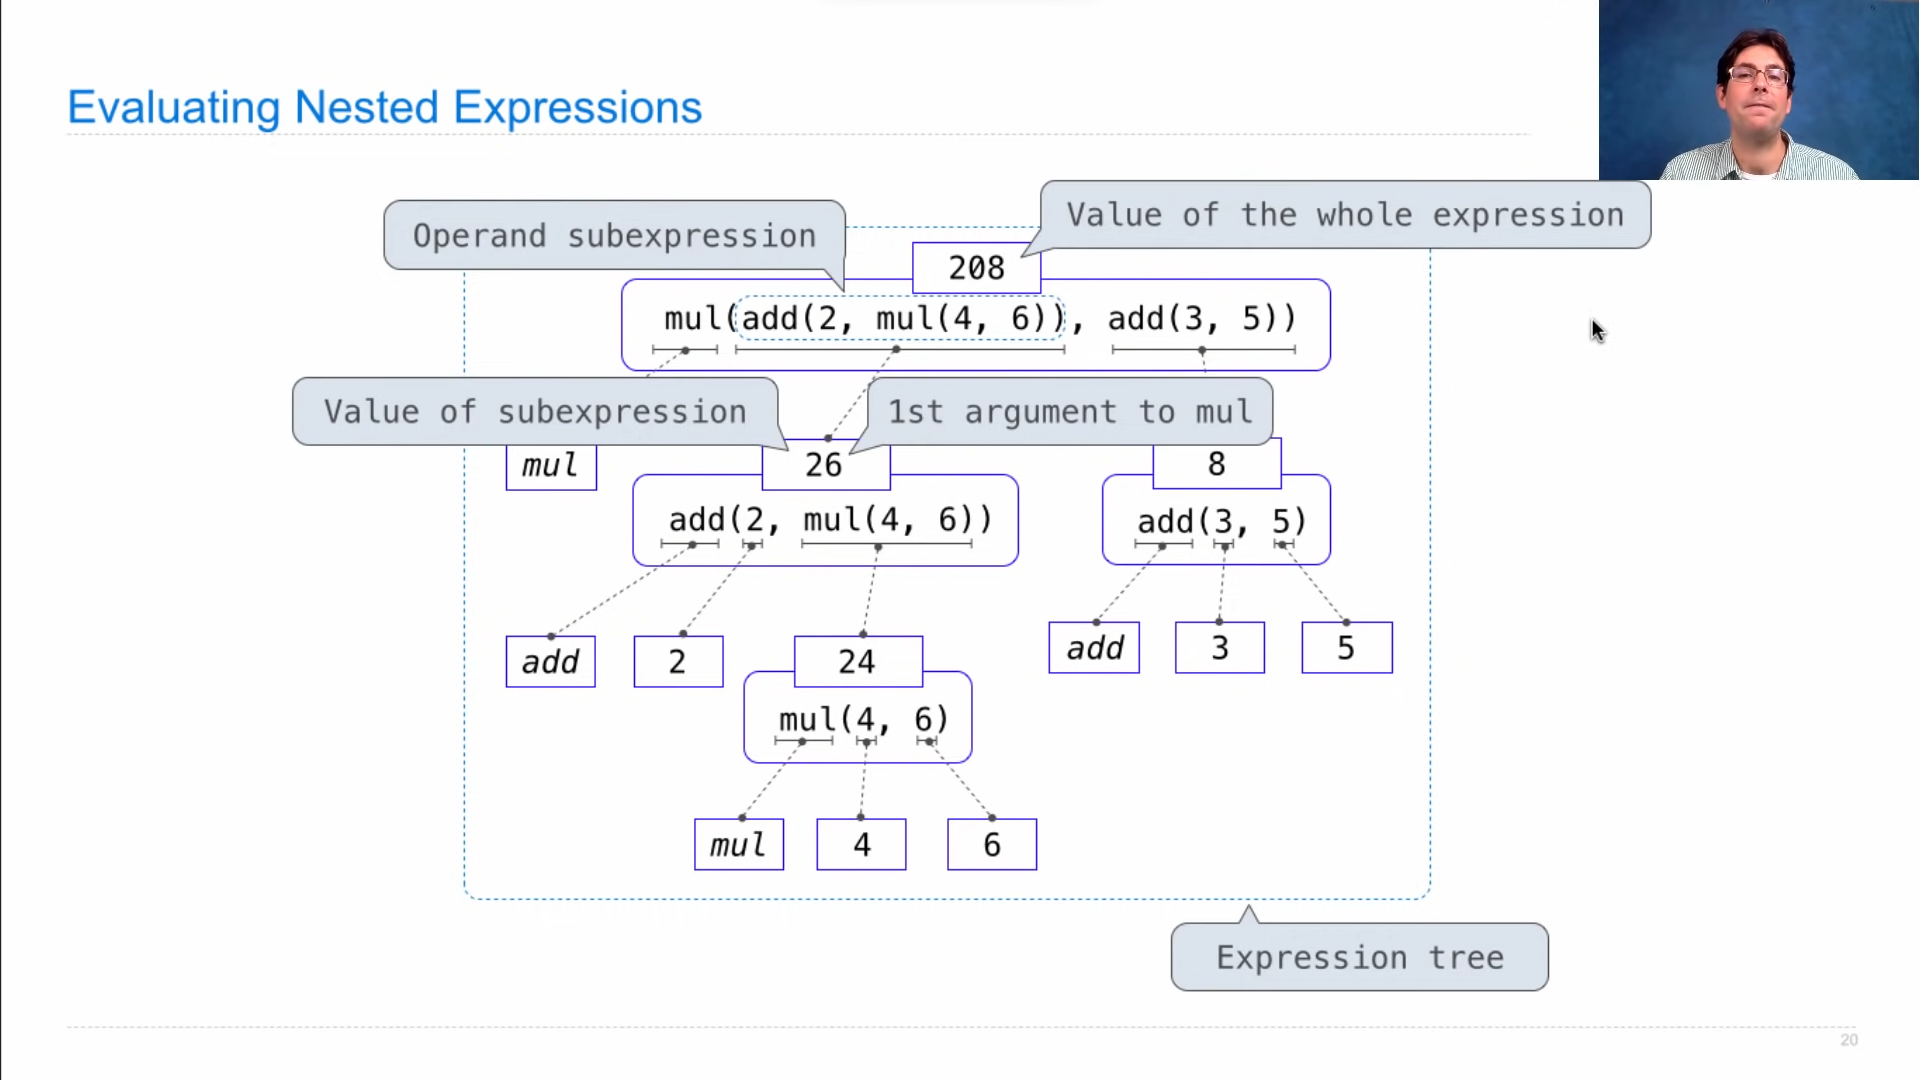 Evaluating Nested Expressions
Operand subexpression
Value of the whole expression
208
mul(add(2, mul(4, 6)), add(3, 5))
Value of subexpression
1st argument to mul
mul
26
8
add(2, mul(4, 6))
add(3, 5)
add
2
24
add
3
5
mul(4, 6)
mul
4
6
Expression tree
20